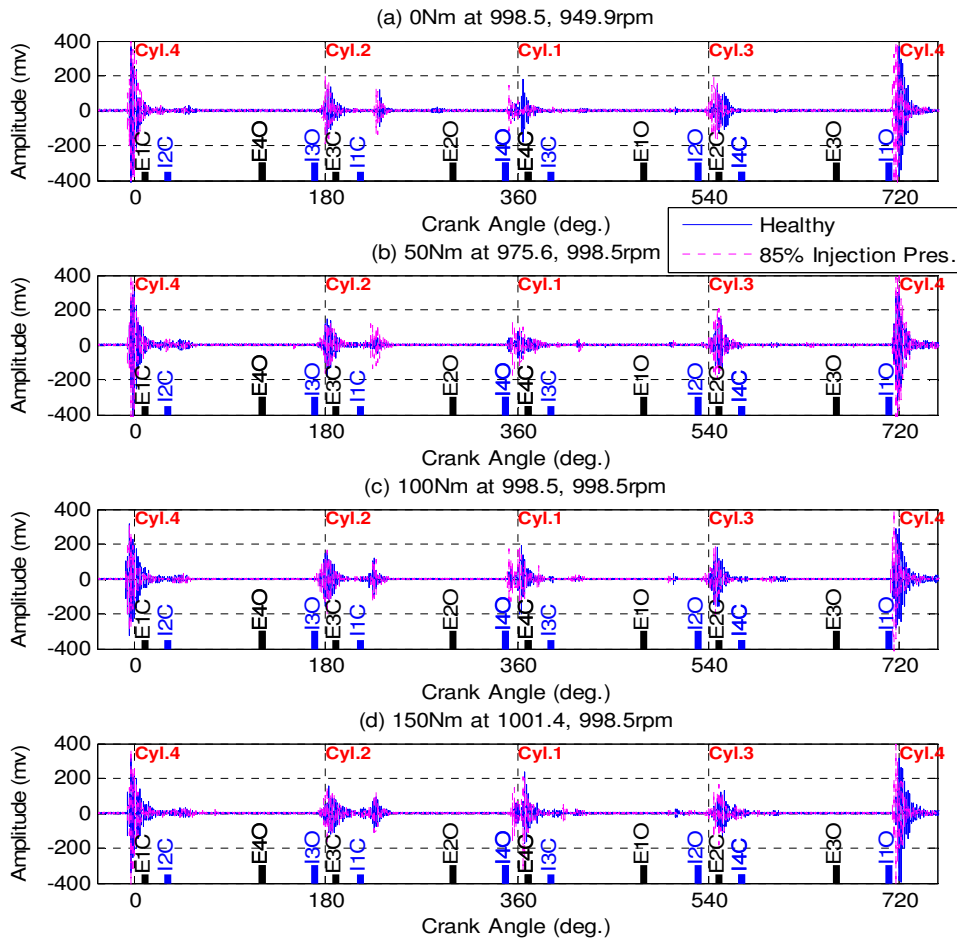 (a) 0Nm at 998.5, 949.9rpm
Amplitude (mv)
400
200
0
-200
-400
Cyl.4 Cyl.2 Cyl.1 Cyl.3 Cyl.4
E1C I2C E4O I3O E3C I1C E2O I4O E4C I3C E1O I2O E2C I4C E3O I1O
0 180 360 540 720
Crank Angle (deg.)
Healthy
85% Injection Pres.
(b) 50Nm at 975.6, 998.5rpm
Amplitude (mv)
400
200
0
-200
-400
Cyl.4 Cyl.2 Cyl.1 Cyl.3 Cyl.4
E1C I2C E4O I3O E3C I1C E2O I4O E4C I3C E1O I2O E2C I4C E3O I1O
0 180 360 540 720
Crank Angle (deg.)
(c) 100Nm at 998.5, 998.5rpm
Amplitude (mv)
400
200
0
-200
-400
Cyl.4 Cyl.2 Cyl.1 Cyl.3 Cyl.4
E1C I2C E4O I3O E3C I1C E2O I4O E4C I3C E1O I2O E2C I4C E3O I1O
0 180 360 540 720
Crank Angle (deg.)
(d) 150Nm at 1001.4, 998.5rpm
Amplitude (mv)
400
200
0
-200
-400
Cyl.4 Cyl.2 Cyl.1 Cyl.3 Cyl.4
E1C I2C E4O I3O E3C I1C E2O I4O E4C I3C E1O I2O E2C I4C E3O I1O
0 180 360 540 720
Crank Angle (deg.)